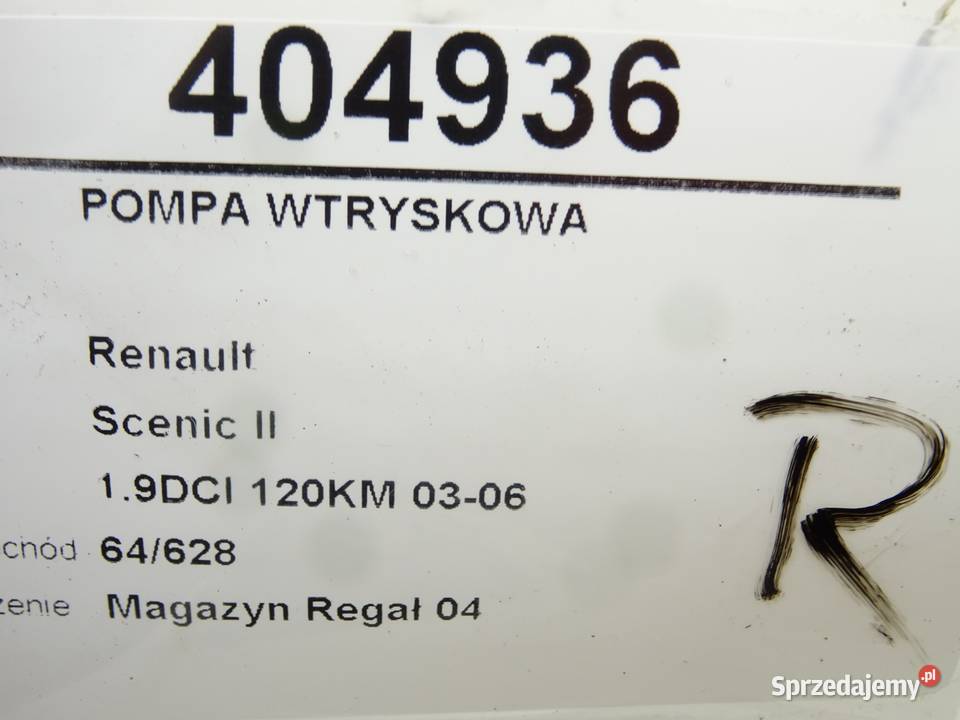 404936
POMPA WTRYSKOWA
Renault
Scenic II
1.9DCI 120KM 03-06
chód 64/628
zenie Magazyn Regał 04
R
Sprzedajemy.pl